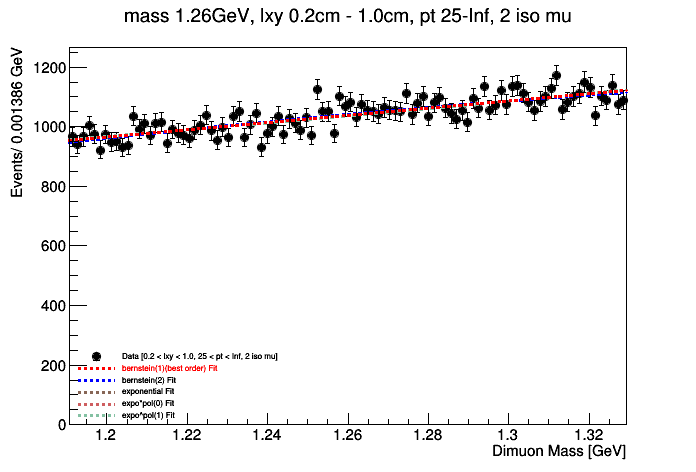 mass 1.26GeV, lxy 0.2cm - 1.0cm, pt 25-Inf, 2 iso mu
Events/ 0.001386 GeV
1200
1000
800
600
400
200
0
Data [0.2 < lxy < 1.0, 25 < pt < Inf, 2 iso mu]
bernstein(1)(best order) Fit
bernstein(2) Fit
exponential Fit
expo*pol(0) Fit
expo*pol(1) Fit
1.2 1.22 1.24 1.26 1.28 1.3 1.32
Dimuon Mass [GeV]